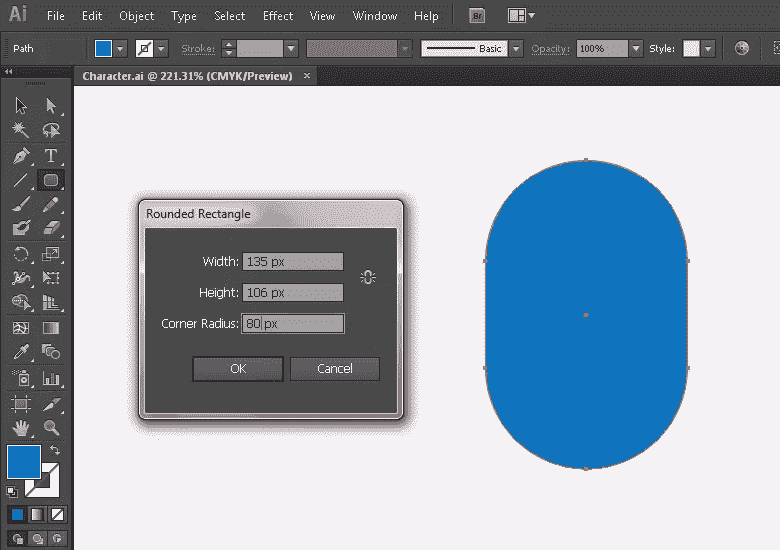 Ai File Edit Object Type Select Effect View Window Help Br
Path Stroke: Basic Opacity: 100% Style:
Character.ai @ 221.31% (CMYK/Preview) ×
T
Rounded Rectangle
Width: 135 px
Height: 106 px
Corner Radius: 80 px
OK Cancel